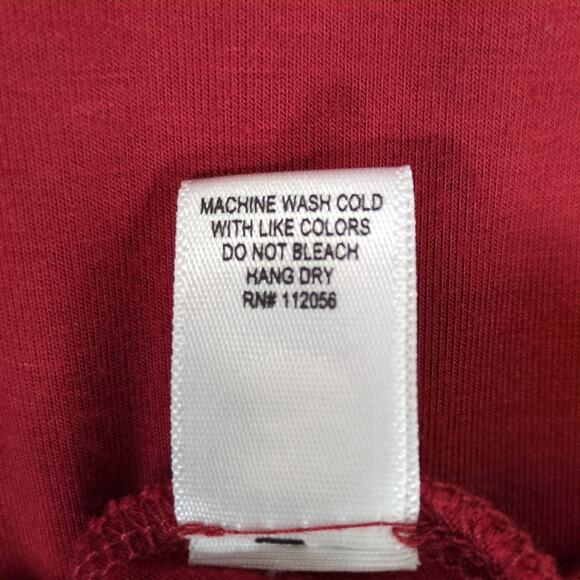 MACHINE WASH COLD
WITH LIKE COLORS
DO NOT BLEACH
HANG DRY
RN# 112056